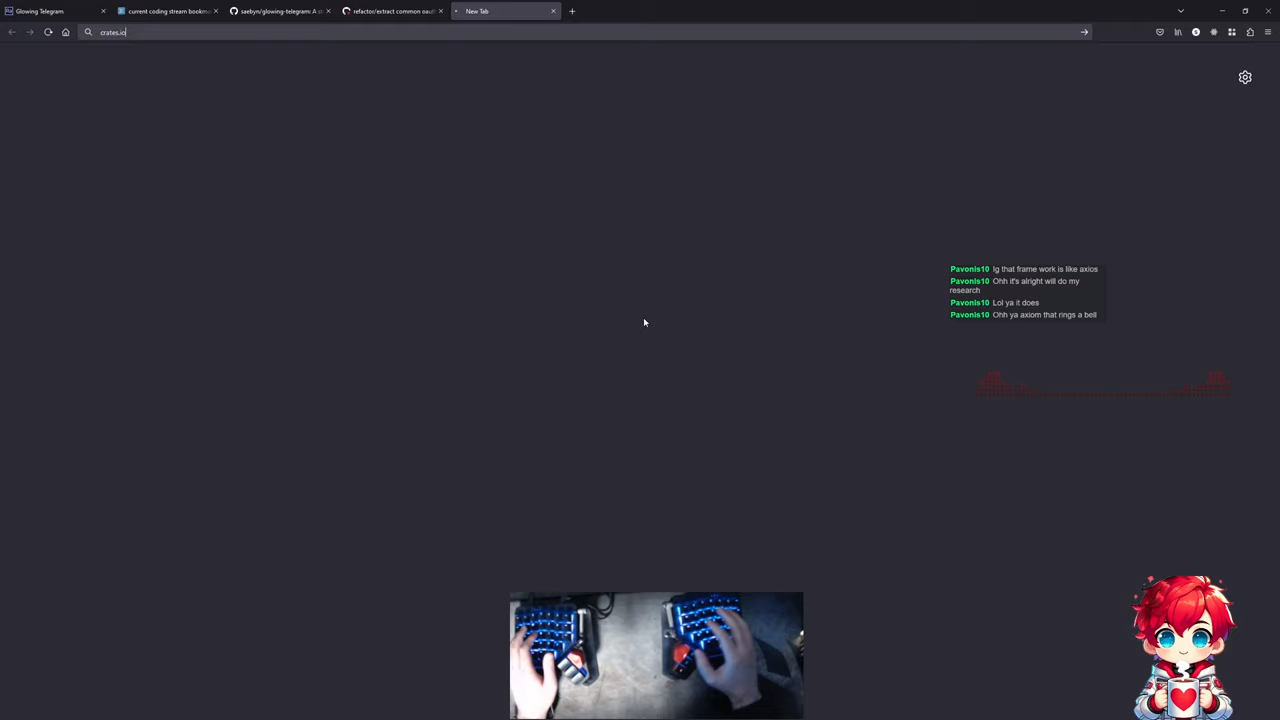 Glowing Telegram
current coding stream bookm
saebyn/glowing-telegram: A st
refactor/extract common oaut
New Tab
crates.io
Pavonis10 Ig that frame work is like axios
Pavonis10 Ohh it's alright will do my
research
Pavonis10 Lol ya it does
Pavonis10 Ohh ya axiom that rings a bell